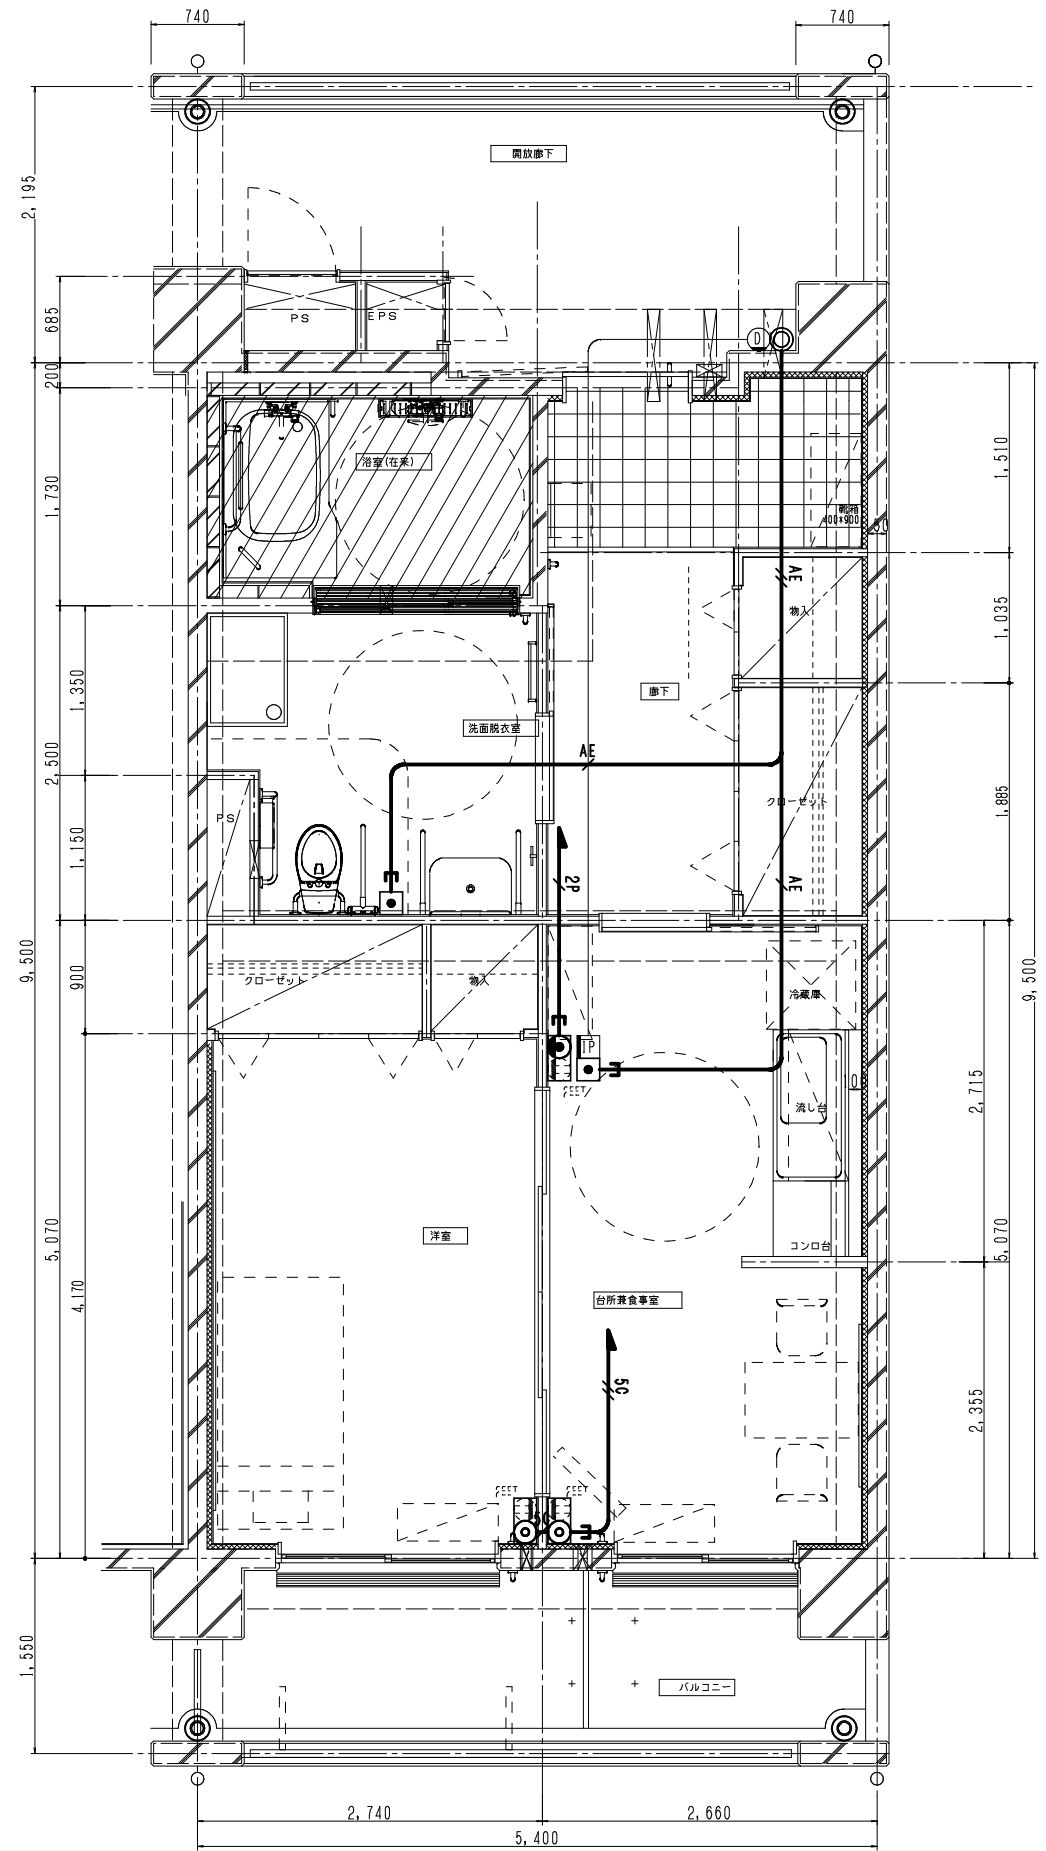 740
740
開放廊下
2,195
685
PS
EPS
D
200
浴室(在来)
1,510
1,730
靴箱
400*900
50
AE
物入
1,035
1,350
廊下
洗面脱衣室
2,500
AE
クローゼット
1,885
PS
1,150
2P
AE
9,500
900
クローゼット
物入
冷蔵庫
9,500
IP
2,715
流し台
洋室
5,070
コンロ台
5,070
4,170
台所兼食事室
5C
2,355
5C
1,550
バルコニー
2,740
2,660
5,400